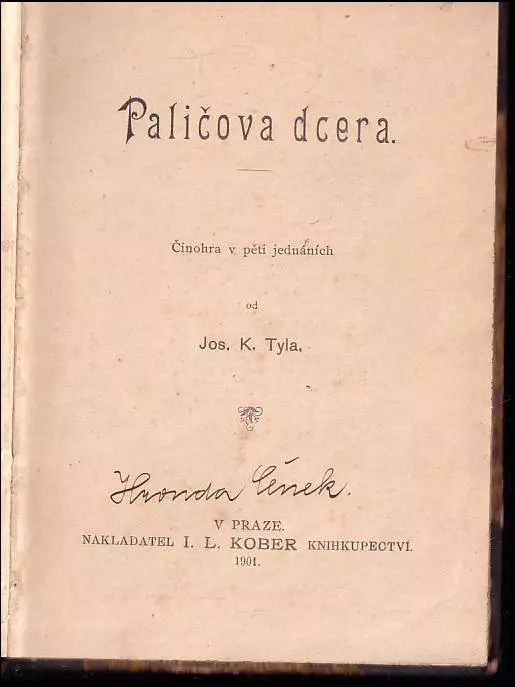 Paličova dcera.
Činohra v pěti jednáních
od
Jos. K. Tyla.
Hronda Čeněk.
V PRAZE.
NAKLADATEL I. L. KOBER KNIHKUPECTVÍ.
1901.